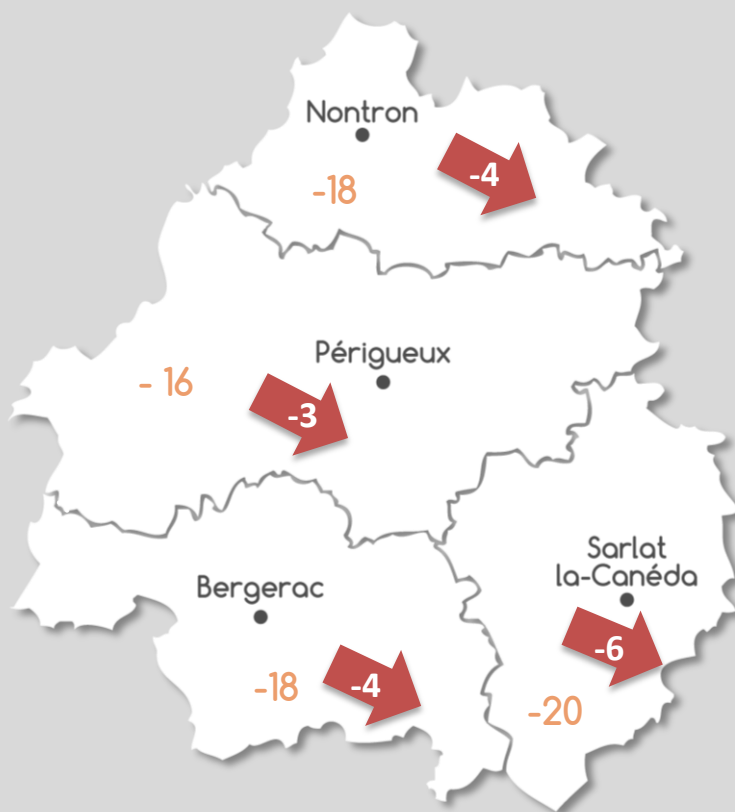 Nontron
-4
-18
Périgueux
- 16
-3
Sarlat
la-Canéda
Bergerac
-6
-18
-4
-20